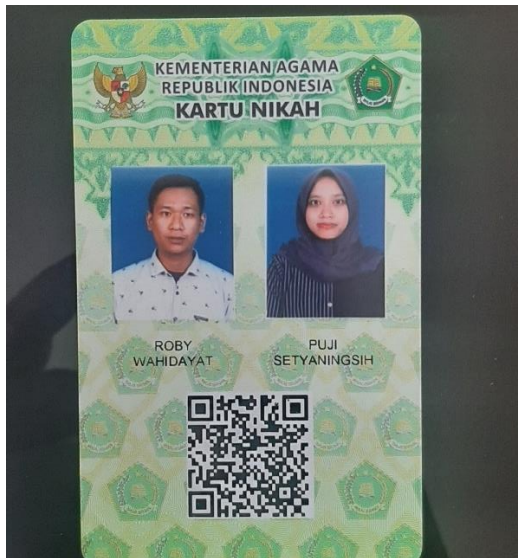 KEMENTERIAN AGAMA
REPUBLIK INDONESIA
KARTU NIKAH
ROBY
WAHIDAYAT
PUJI
SETYANINGSIH